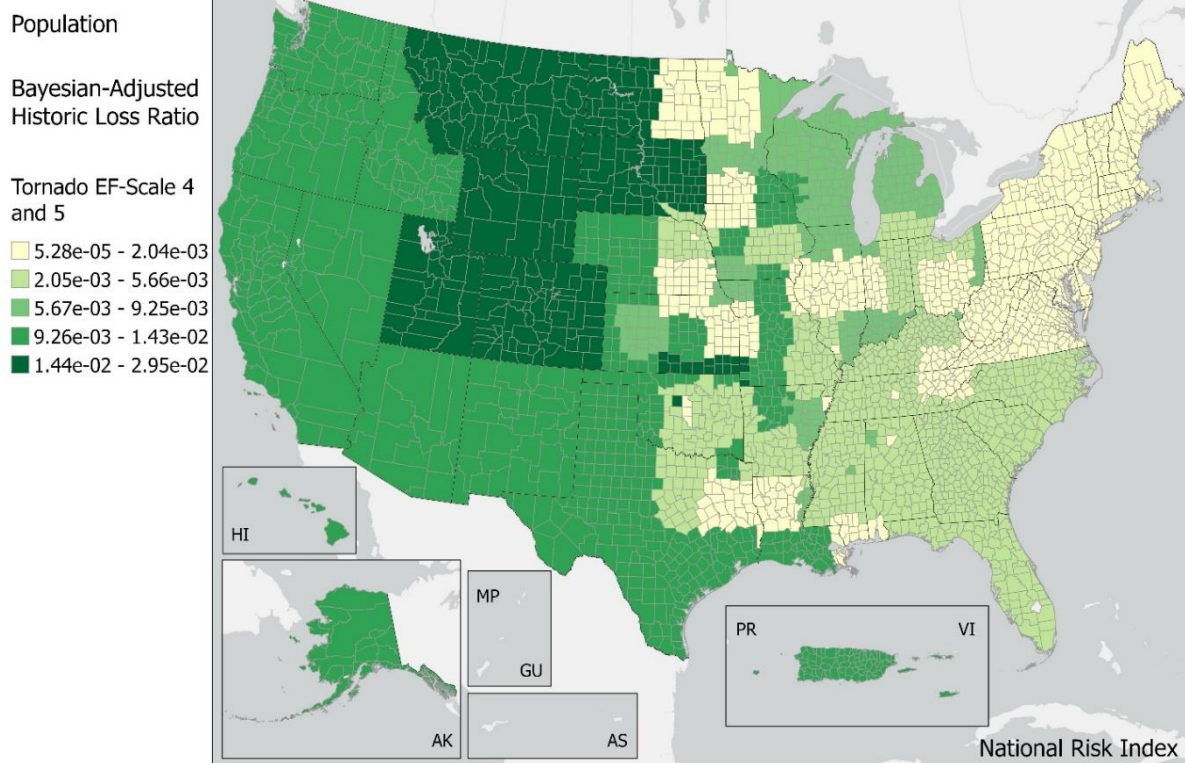 Population
Bayesian-Adjusted
Historic Loss Ratio
Tornado EF-Scale 4
and 5
5.28e-05 - 2.04e-03
2.05e-03 - 5.66e-03
5.67e-03 - 9.25e-03
9.26e-03 - 1.43e-02
1.44e-02 - 2.95e-02
HI
AK
MP
GU
AS
PR
VI
National Risk Index